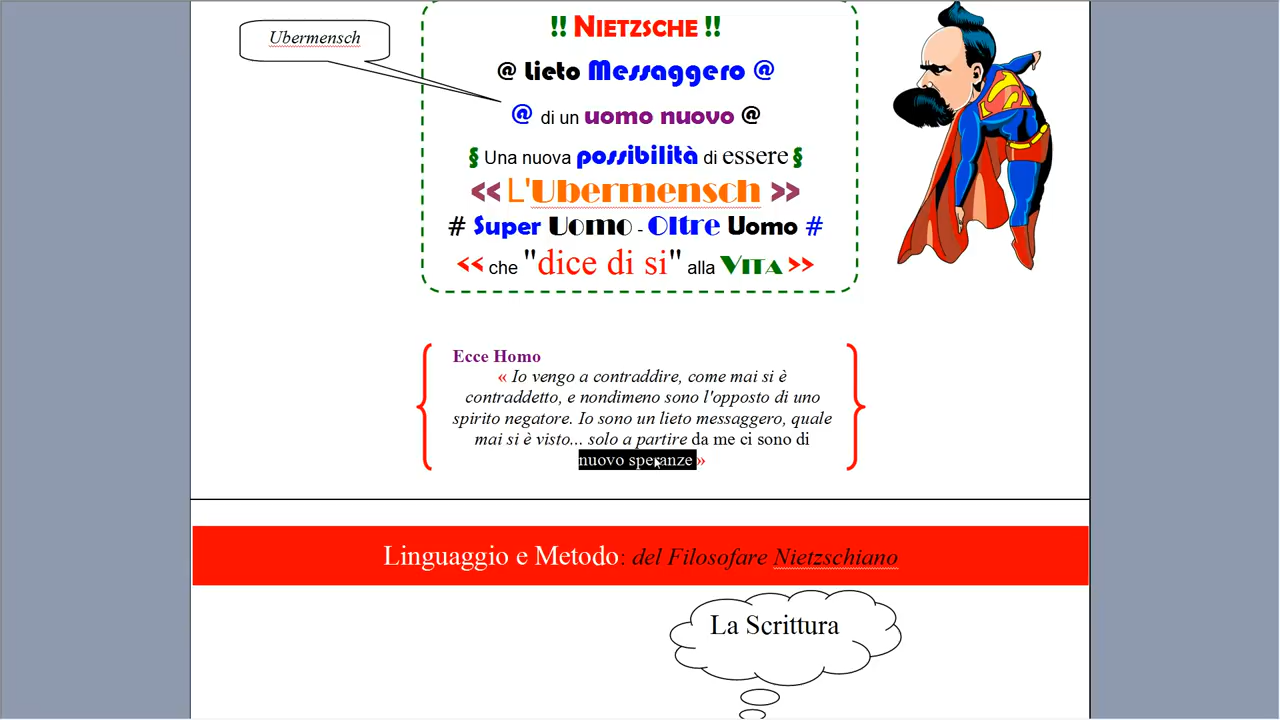 Ubermensch
!! NIETZSCHE !!
@ Lieto Messaggero @
@ di un uomo nuovo @
§ Una nuova possibilità di essere §
<< L'Ubermensch >>
# Super Uomo - Oltre Uomo #
<< che "dice di si" alla VITA >>
Ecce Homo
« Io vengo a contraddire, come mai si è
contraddetto, e nondimeno sono l'opposto di uno
spirito negatore. Io sono un lieto messaggero, quale
mai si è visto... solo a partire da me ci sono di
nuovo speranze »
Linguaggio e Metodo: del Filosofare Nietzschiano
La Scrittura